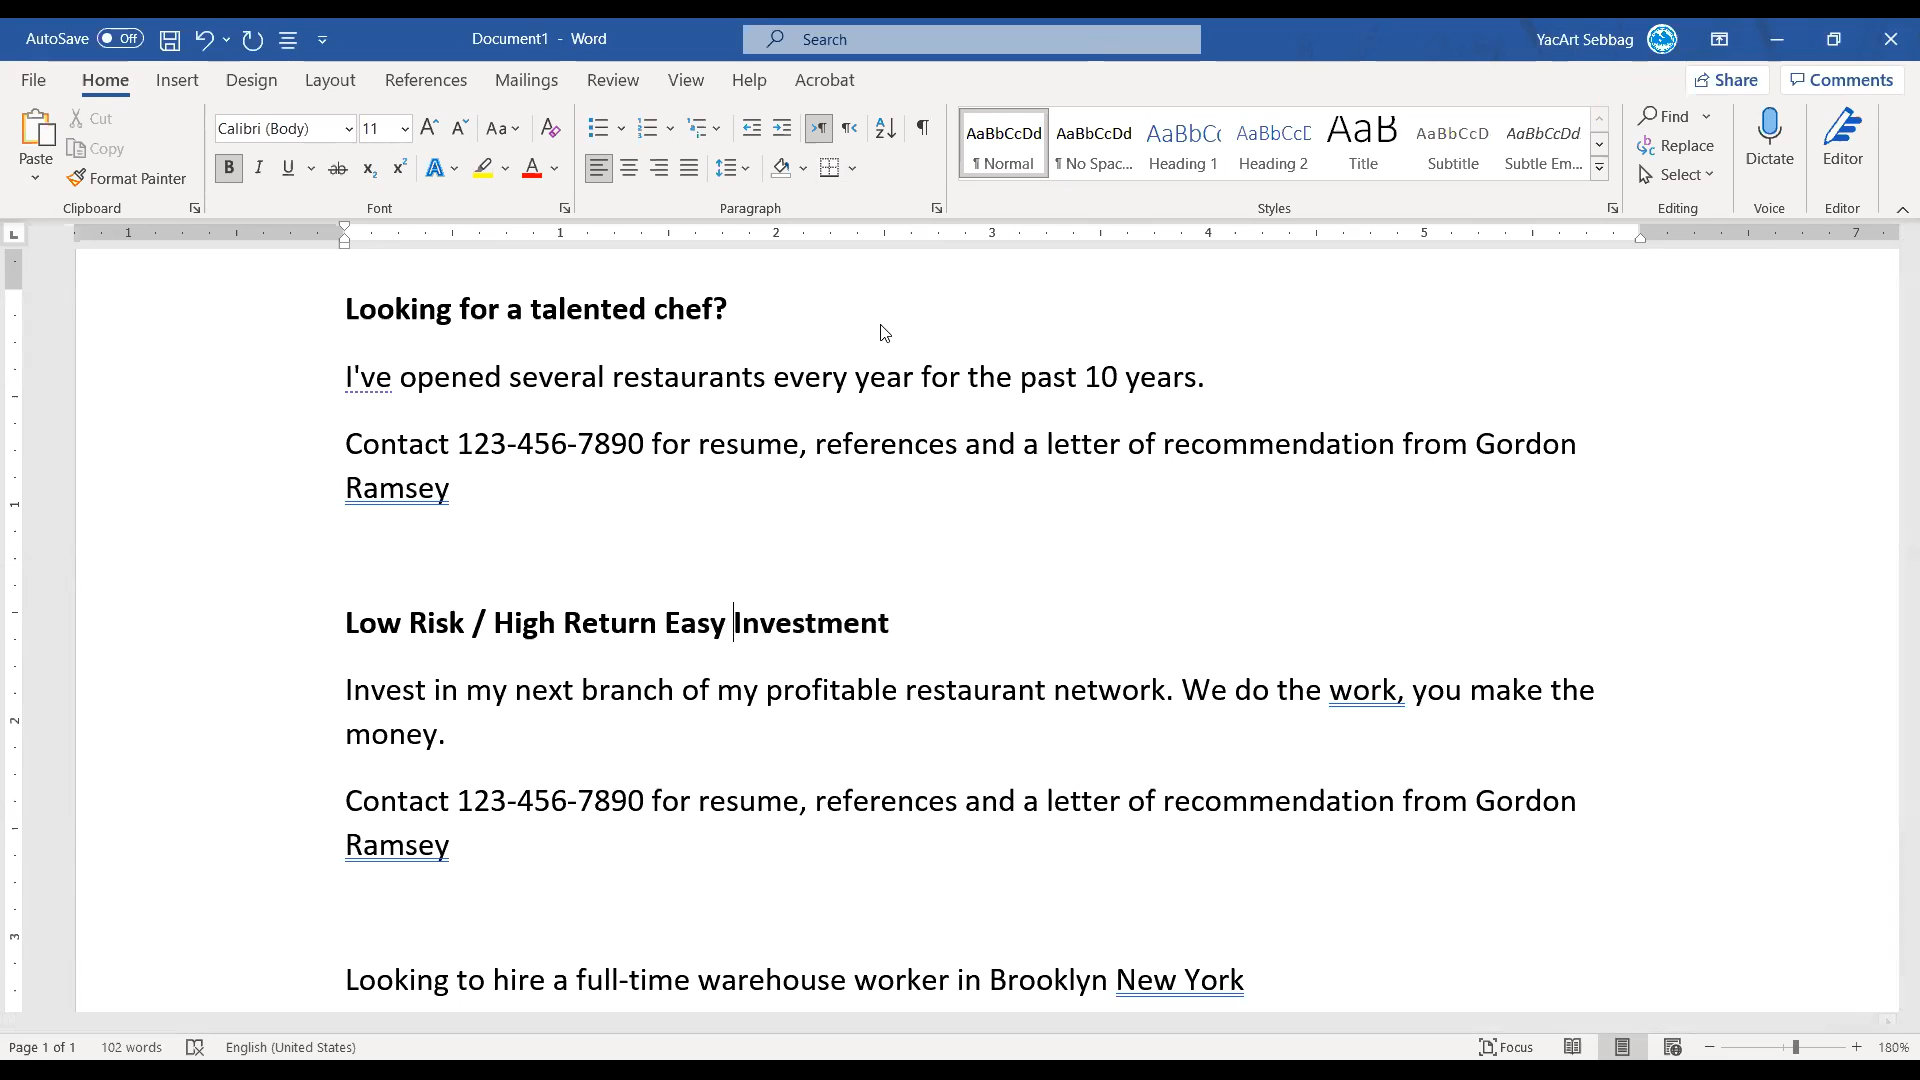 AutoSave Off Document1 - Word Search YacArt Sebbag
File Home Insert Design Layout References Mailings Review View Help Acrobat Share Comments
Paste Cut Copy Format Painter
Calibri (Body) 11
AaBbCcDd AaBbCcDd AaBbCc AaBbCcD AaB AaBbCcD AaBbCcDd
¶ Normal ¶ No Spac... Heading 1 Heading 2 Title Subtitle Subtle Em...
Find Replace Select Dictate Editor
Clipboard Font Paragraph Styles Editing Voice Editor
1 1 2 3 4 5 7
Looking for a talented chef?
I've opened several restaurants every year for the past 10 years.
Contact 123-456-7890 for resume, references and a letter of recommendation from Gordon
Ramsey
Low Risk / High Return Easy Investment
Invest in my next branch of my profitable restaurant network. We do the work, you make the
money.
Contact 123-456-7890 for resume, references and a letter of recommendation from Gordon
Ramsey
Looking to hire a full-time warehouse worker in Brooklyn New York
Page 1 of 1 102 words English (United States) Focus 180%